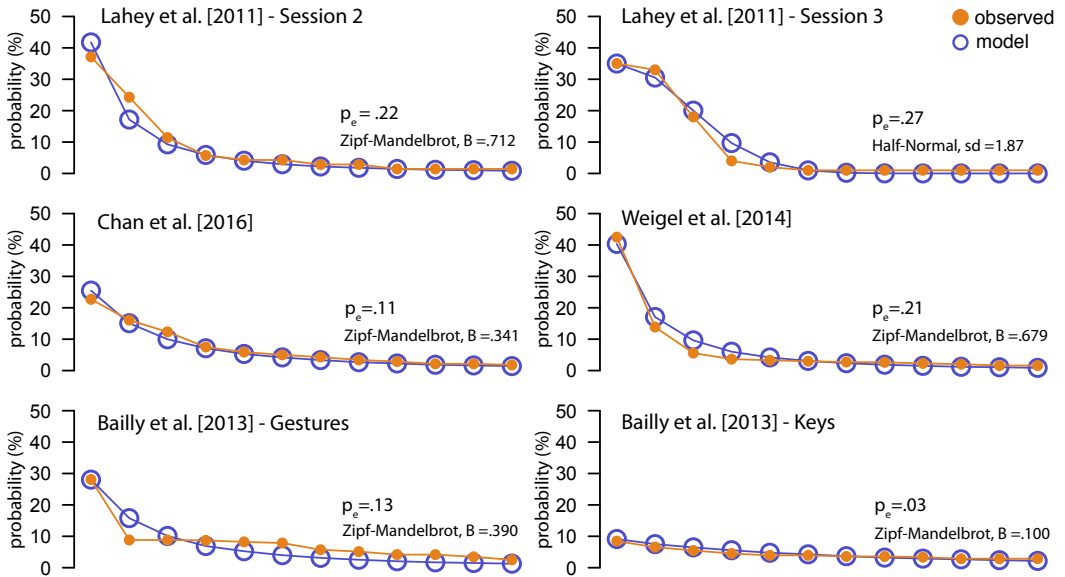 Lahey et al. [2011] - Session 2
probability (%)
50
40
30
20
10
0
pe = .22
Zipf-Mandelbrot, B =.712
Lahey et al. [2011] - Session 3
probability (%)
50
40
30
20
10
0
observed
model
pe=.27
Half-Normal, sd =1.87
Chan et al. [2016]
probability (%)
50
40
30
20
10
0
pe=.11
Zipf-Mandelbrot, B =.341
Weigel et al. [2014]
probability (%)
50
40
30
20
10
0
pe=.21
Zipf-Mandelbrot, B =.679
Bailly et al. [2013] - Gestures
probability (%)
50
40
30
20
10
0
pe=.13
Zipf-Mandelbrot, B =.390
Bailly et al. [2013] - Keys
probability (%)
50
40
30
20
10
0
pe=.03
Zipf-Mandelbrot, B =.100